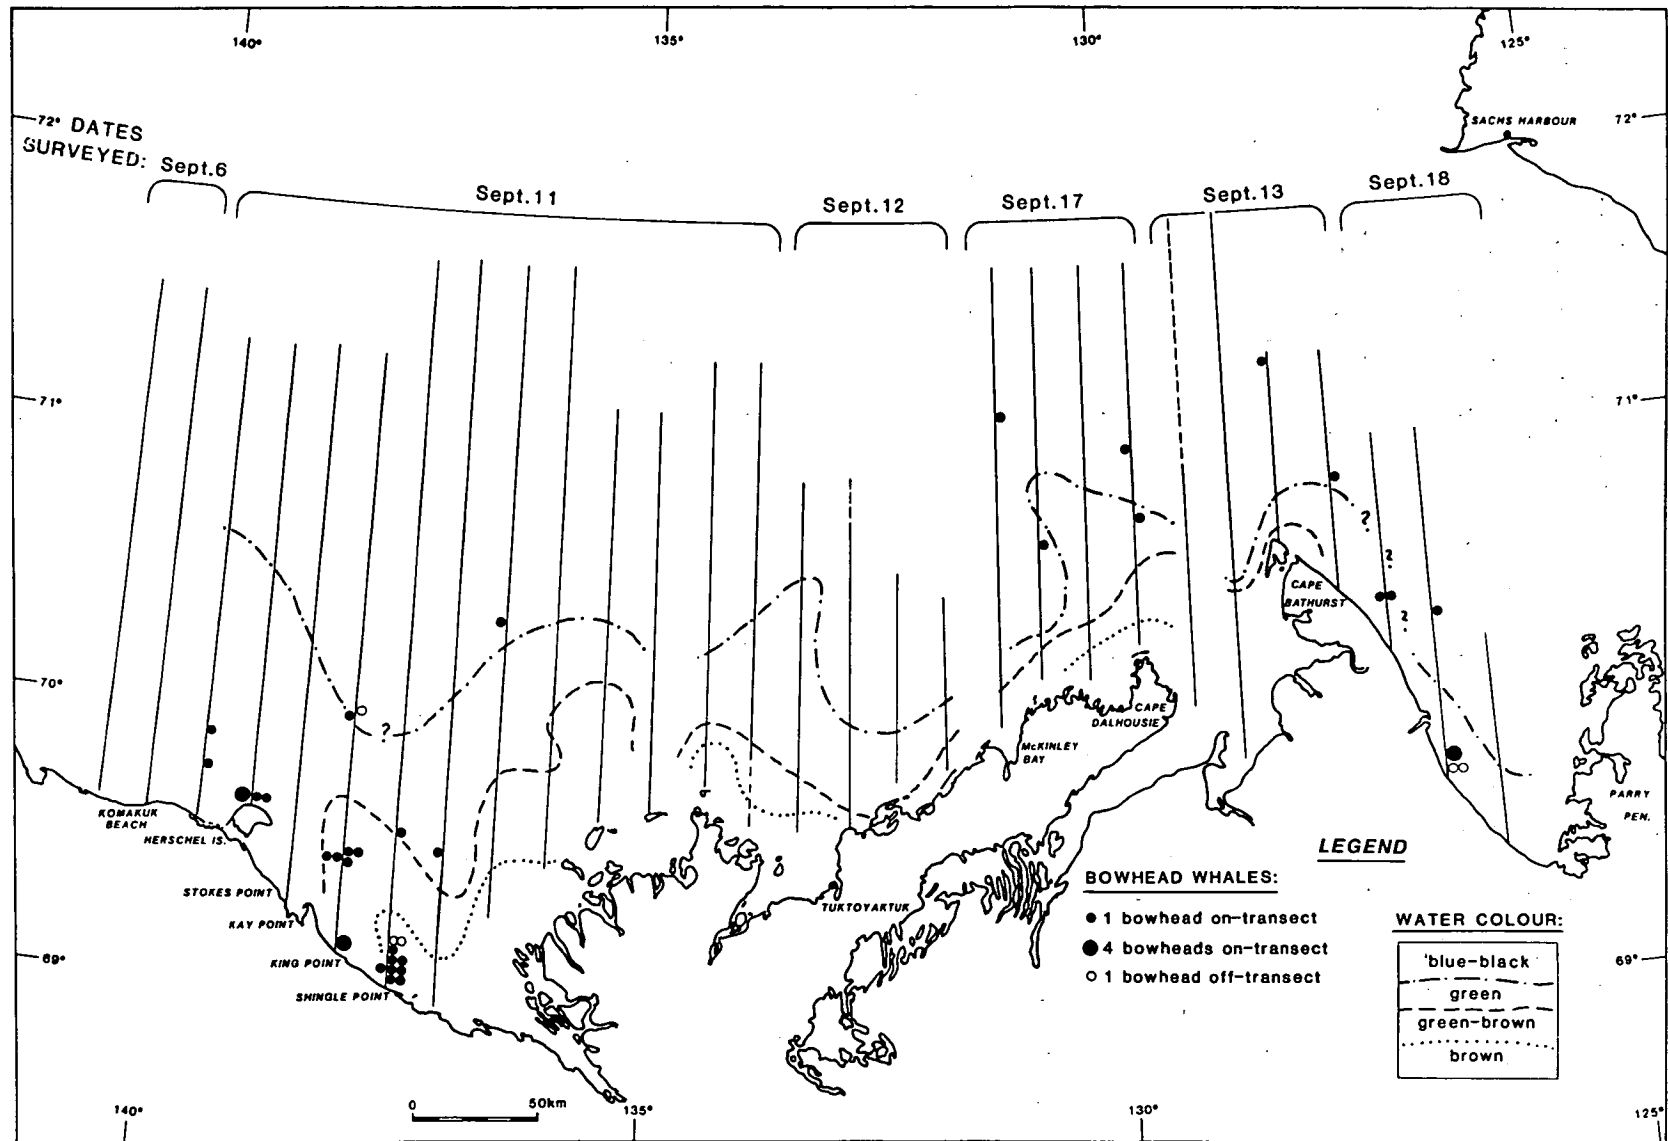 140° 135° 130° 125°
SACHS HARBOUR
72° DATES 72°
SURVEYED: Sept.6
Sept.11
Sept.12
Sept.17
Sept.13
Sept.18
71° 71°
?
?
?
?
70° 70°
CAPE
BATHURST
CAPE
DALHOUSIE
McKINLEY
BAY
KOMAKUK
BEACH
HERSCHEL IS.
STOKES POINT
KAY POINT
KING POINT
SHINGLE POINT
TUKTOYAKTUK
PARRY
PEN.
69° 69°
LEGEND
BOWHEAD WHALES:
1 bowhead on-transect
4 bowheads on-transect
1 bowhead off-transect
WATER COLOUR:
blue-black
green
green-brown
brown
0 50km
140° 135° 130° 125°